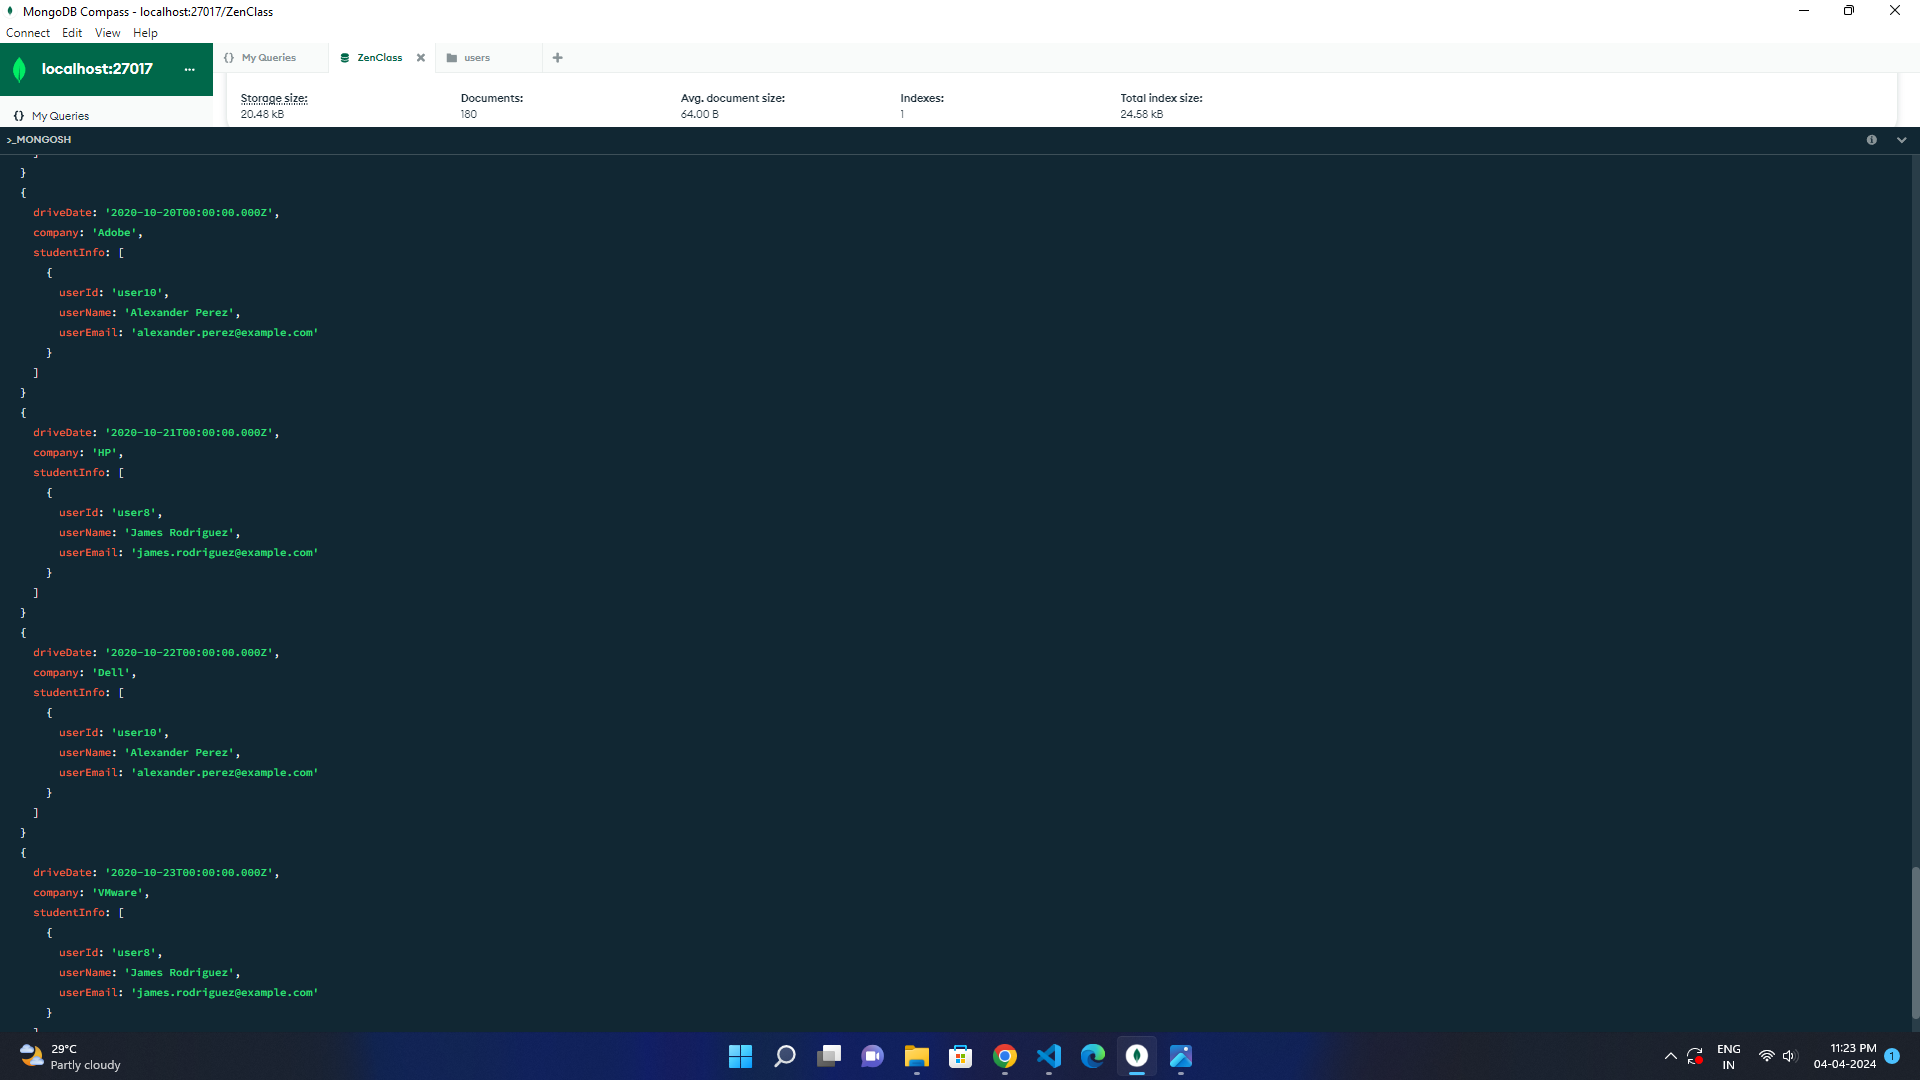 MongoDB Compass - localhost:27017/ZenClass
Connect Edit View Help
localhost:27017 ...
{} My Queries
ZenClass
users
Storage size: Documents: Avg. document size: Indexes: Total index size:
20.48 kB 180 64.00 B 1 24.58 kB
{} My Queries
>_MONGOSH
]
}
{
driveDate: '2020-10-20T00:00:00.000Z',
company: 'Adobe',
studentInfo: [
{
userId: 'user10',
userName: 'Alexander Perez',
userEmail: 'alexander.perez@example.com'
}
]
}
{
driveDate: '2020-10-21T00:00:00.000Z',
company: 'HP',
studentInfo: [
{
userId: 'user8',
userName: 'James Rodriguez',
userEmail: 'james.rodriguez@example.com'
}
]
}
{
driveDate: '2020-10-22T00:00:00.000Z',
company: 'Dell',
studentInfo: [
{
userId: 'user10',
userName: 'Alexander Perez',
userEmail: 'alexander.perez@example.com'
}
]
}
{
driveDate: '2020-10-23T00:00:00.000Z',
company: 'VMware',
studentInfo: [
{
userId: 'user8',
userName: 'James Rodriguez',
userEmail: 'james.rodriguez@example.com'
}
]
29°C
Partly cloudy
ENG
IN
11:23 PM
04-04-2024
1